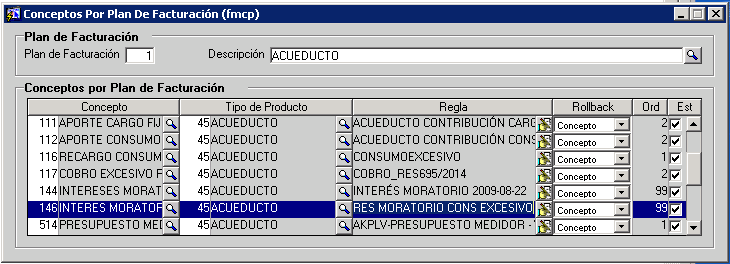 Conceptos Por Plan De Facturación (fmcp)
Plan de Facturación
Plan de Facturación 1 Descripción ACUEDUCTO
Conceptos por Plan de Facturación
Concepto Tipo de Producto Regla Rollback Ord Est
111 APORTE CARGO FIJ 45 ACUEDUCTO ACUEDUCTO CONTRIBUCIÓN CARG Concepto 2
112 APORTE CONSUMO 45 ACUEDUCTO ACUEDUCTO CONTRIBUCIÓN CONS Concepto 2
116 RECARGO CONSUM 45 ACUEDUCTO CONSUMOEXCESIVO Concepto 1
117 COBRO EXCESIVO F 45 ACUEDUCTO COBRO_RES695/2014 Concepto 2
144 INTERESES MORAT 45 ACUEDUCTO INTERÉS MORATORIO 2009-08-22 Concepto 99
146 INTERES MORATOR 45 ACUEDUCTO RES MORATORIO CONS EXCESIVO Concepto 99
514 PRESUPUESTO MED 45 ACUEDUCTO AKPLV-PRESUPUESTO MEDIDOR - Concepto 1